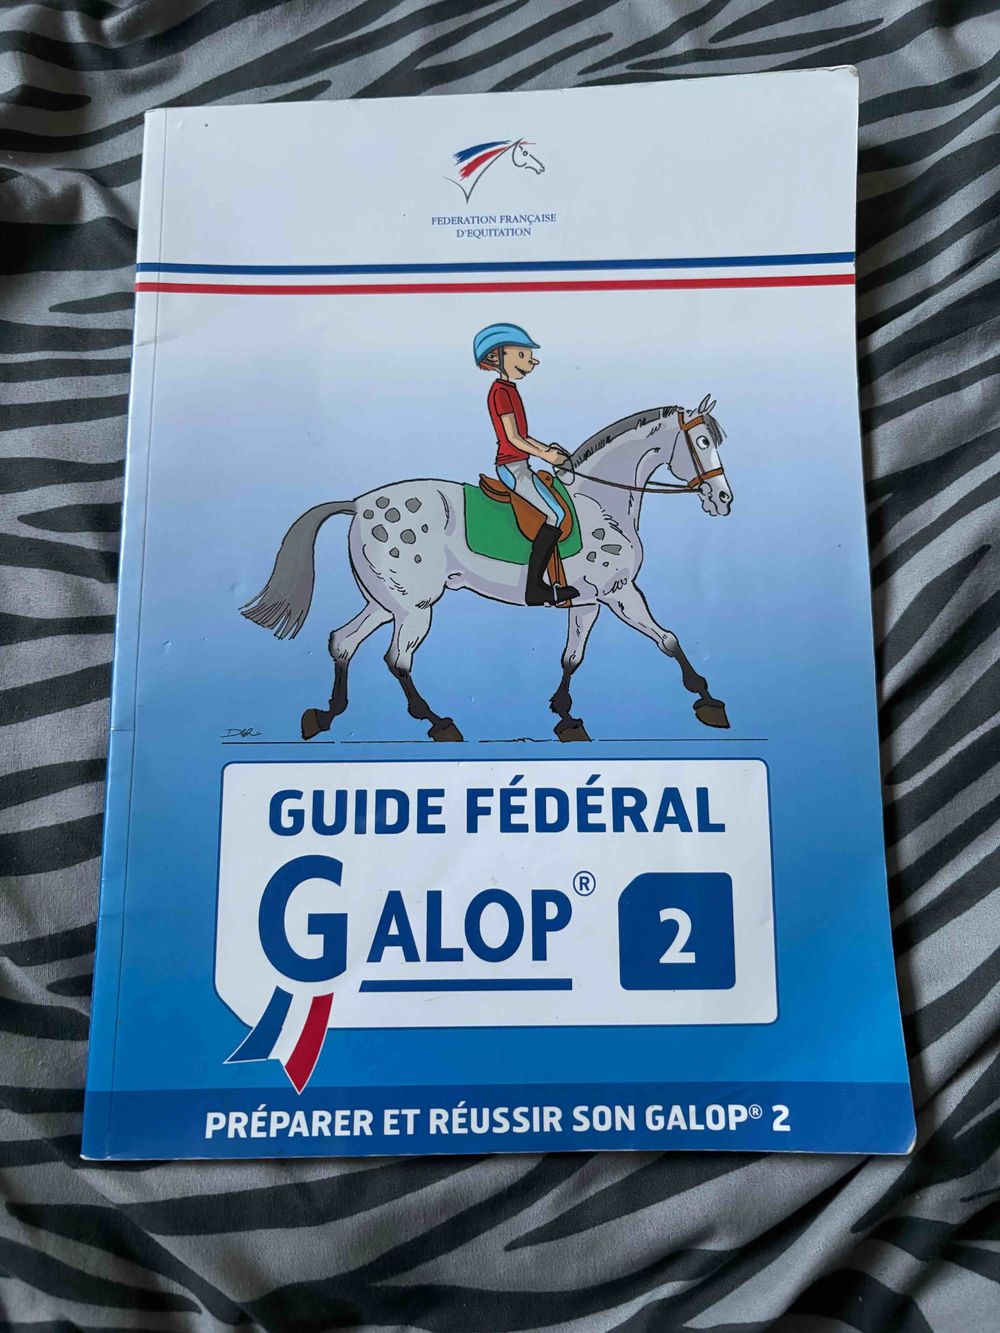 FEDERATION FRANÇAISE
D'EQUITATION
GUIDE FÉDÉRAL
GALOP® 2
PRÉPARER ET RÉUSSIR SON GALOP® 2